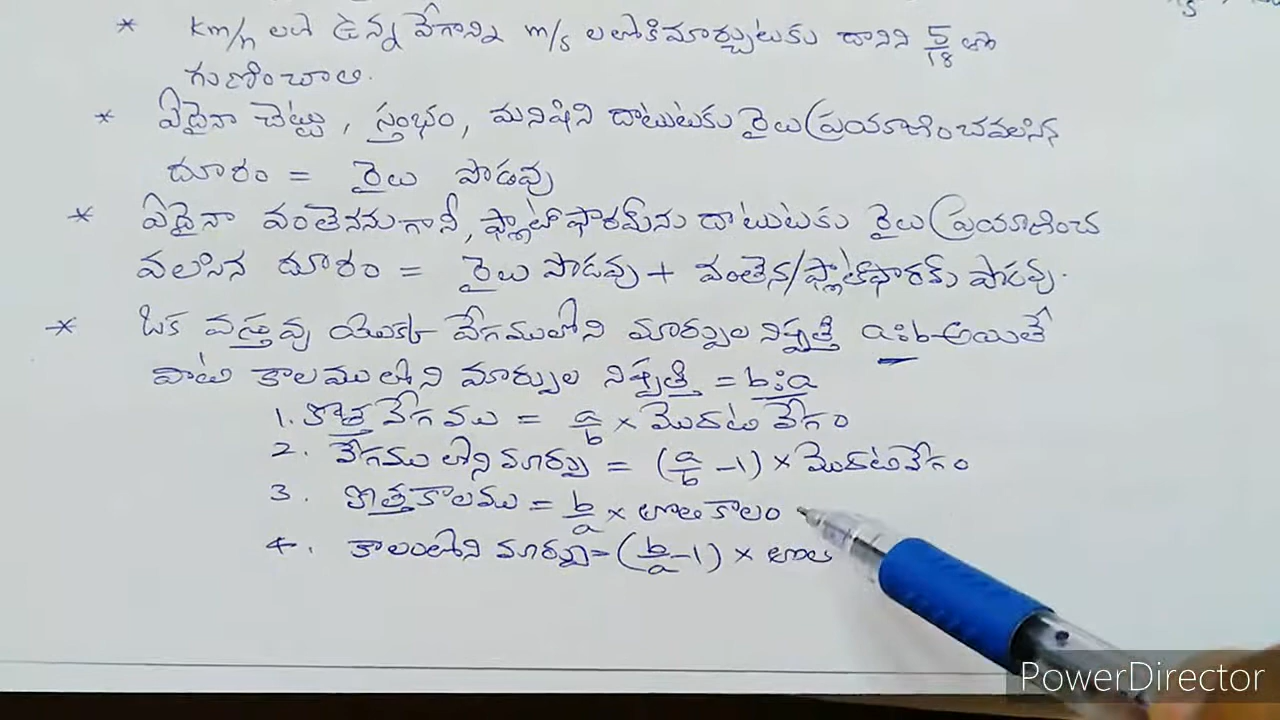 * km/h లలో ఉన్న వేగాన్ని m/s లలోకి మార్చుటకు దానిని 5/18 తో
గుణించాలి.
* ఏదైనా చెట్టు, స్తంభం, మనిషిని దాటుటకు రైలు ప్రయాణించవలసిన
దూరం = రైలు పొడవు
* ఏదైనా వంతెననుగానీ, ప్లాట్‌ఫారమ్‌ను దాటుటకు రైలు ప్రయాణించ
వలసిన దూరం = రైలు పొడవు + వంతెన/ప్లాట్‌ఫారమ్ పొడవు.
* ఒక వస్తువు యొక్క వేగములోని మార్పుల నిష్పత్తి a:b అయితే
వాటి కాలములోని మార్పుల నిష్పత్తి = b:a
1. కొత్త వేగము = a/b × మొదటి వేగం
2. వేగములోని మార్పు = (a/b - 1) × మొదటివేగం
3. కొత్తకాలము = b/a × తొలికాలం
4. కాలంలోని మార్పు = (b/a - 1) × తొలి
PowerDirector